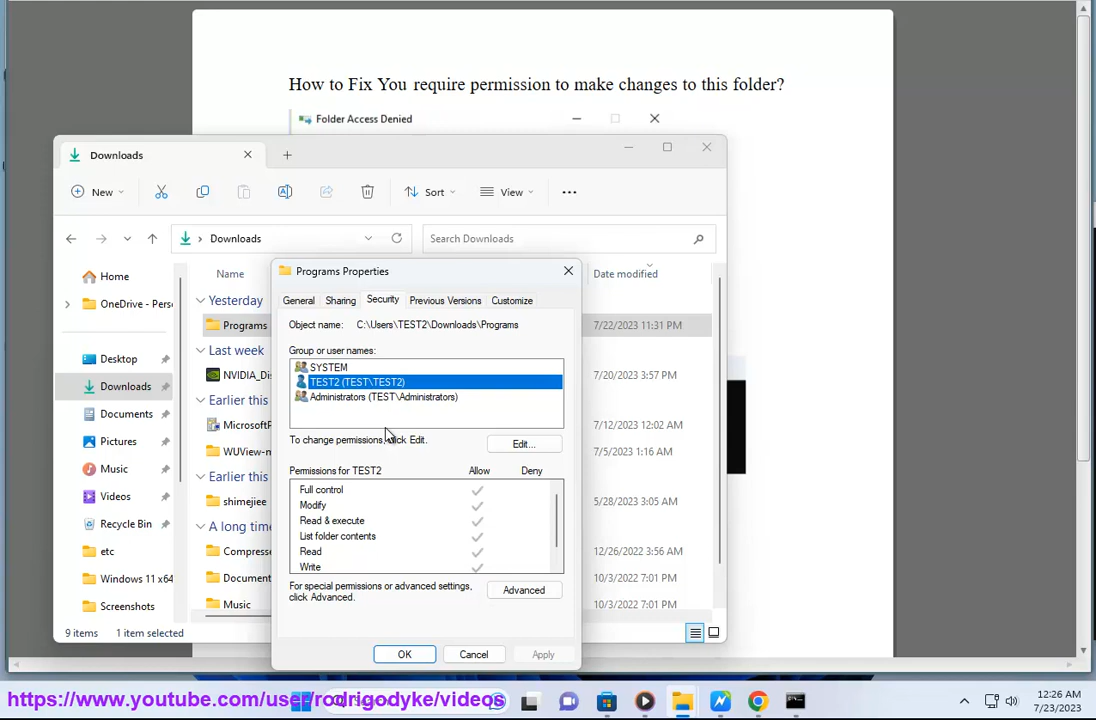 How to Fix You require permission to make changes to this folder?
Folder Access Denied
Downloads
New
Sort
View
Downloads
Search Downloads
Home
OneDrive - Pers
Desktop
Downloads
Documents
Pictures
Music
Videos
Recycle Bin
etc
Windows 11 x64
Screenshots
Name
Date modified
Yesterday
Programs
7/22/2023 11:31 PM
Last week
NVIDIA_Di
7/20/2023 3:57 PM
Earlier this
MicrosoftP
7/12/2023 12:02 AM
WUView-m
7/5/2023 1:16 AM
Earlier this
shimejiee
5/28/2023 3:05 AM
A long time
Compresse
12/26/2022 3:56 AM
Document
10/3/2022 7:01 PM
Music
10/3/2022 7:01 PM
9 items
1 item selected
Programs Properties
General Sharing Security Previous Versions Customize
Object name: C:\Users\TEST2\Downloads\Programs
Group or user names:
SYSTEM
TEST2 (TEST\TEST2)
Administrators (TEST\Administrators)
To change permissions, click Edit.
Edit...
Permissions for TEST2 Allow Deny
Full control
Modify
Read & execute
List folder contents
Read
Write
For special permissions or advanced settings,
click Advanced.
Advanced
OK
Cancel
Apply
https://www.youtube.com/user/rodrigodyke/videos
12:26 AM
7/23/2023